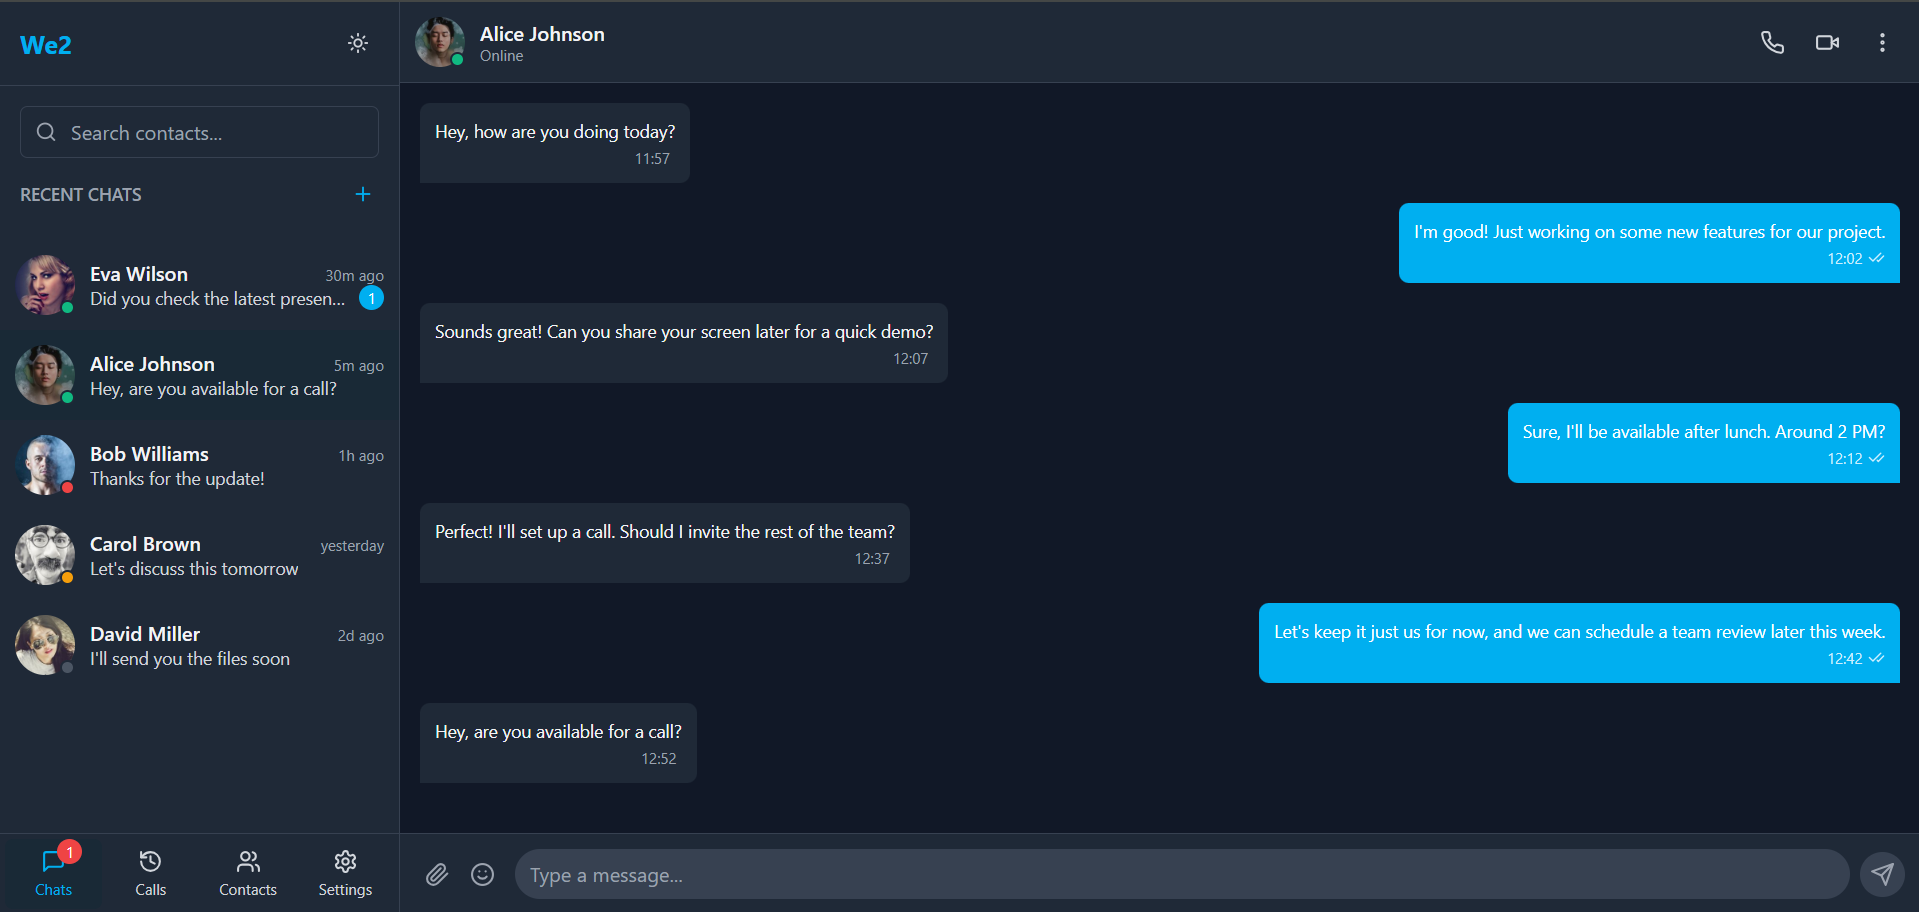 We2
Search contacts...
RECENT CHATS
Eva Wilson
30m ago
Did you check the latest presen...
1
Alice Johnson
5m ago
Hey, are you available for a call?
Bob Williams
1h ago
Thanks for the update!
Carol Brown
yesterday
Let's discuss this tomorrow
David Miller
2d ago
I'll send you the files soon
1
Chats
Calls
Contacts
Settings
Alice Johnson
Online
Hey, how are you doing today?
11:57
I'm good! Just working on some new features for our project.
12:02
Sounds great! Can you share your screen later for a quick demo?
12:07
Sure, I'll be available after lunch. Around 2 PM?
12:12
Perfect! I'll set up a call. Should I invite the rest of the team?
12:37
Let's keep it just us for now, and we can schedule a team review later this week.
12:42
Hey, are you available for a call?
12:52
Type a message...